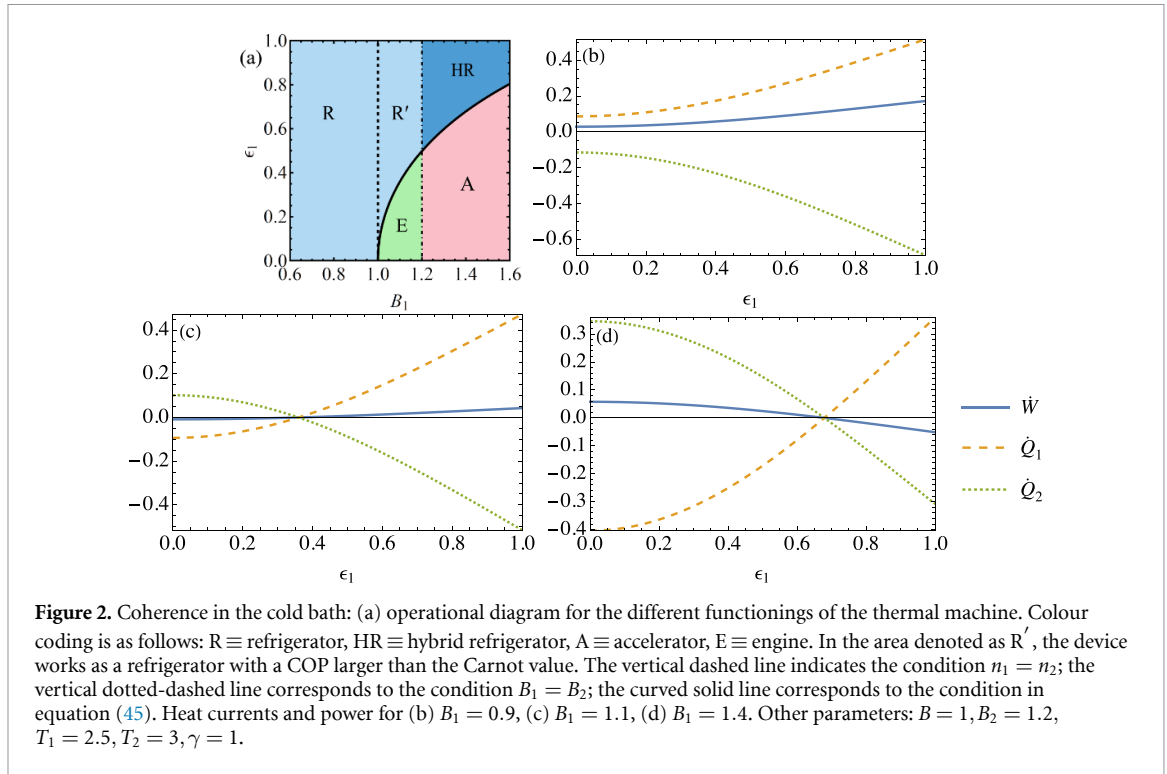 (a)
1.0
0.8
0.6
0.4
0.2
0.0
ϵ₁
R
R′
HR
E
A
0.6 0.8 1.0 1.2 1.4 1.6
B₁
(b)
0.4
0.2
0.0
−0.2
−0.4
−0.6
0.0 0.2 0.4 0.6 0.8 1.0
ϵ₁
(c)
0.4
0.2
0.0
−0.2
−0.4
0.0 0.2 0.4 0.6 0.8 1.0
ϵ₁
(d)
0.3
0.2
0.1
0.0
−0.1
−0.2
−0.3
−0.4
0.0 0.2 0.4 0.6 0.8 1.0
ϵ₁
Ẇ
Q̇₁
Q̇₂
Figure 2. Coherence in the cold bath: (a) operational diagram for the different functionings of the thermal machine. Colour
coding is as follows: R ≡ refrigerator, HR ≡ hybrid refrigerator, A ≡ accelerator, E ≡ engine. In the area denoted as R′, the device
works as a refrigerator with a COP larger than the Carnot value. The vertical dashed line indicates the condition n₁ = n₂; the
vertical dotted-dashed line corresponds to the condition B₁ = B₂; the curved solid line corresponds to the condition in
equation (45). Heat currents and power for (b) B₁ = 0.9, (c) B₁ = 1.1, (d) B₁ = 1.4. Other parameters: B = 1, B₂ = 1.2,
T₁ = 2.5, T₂ = 3, γ = 1.